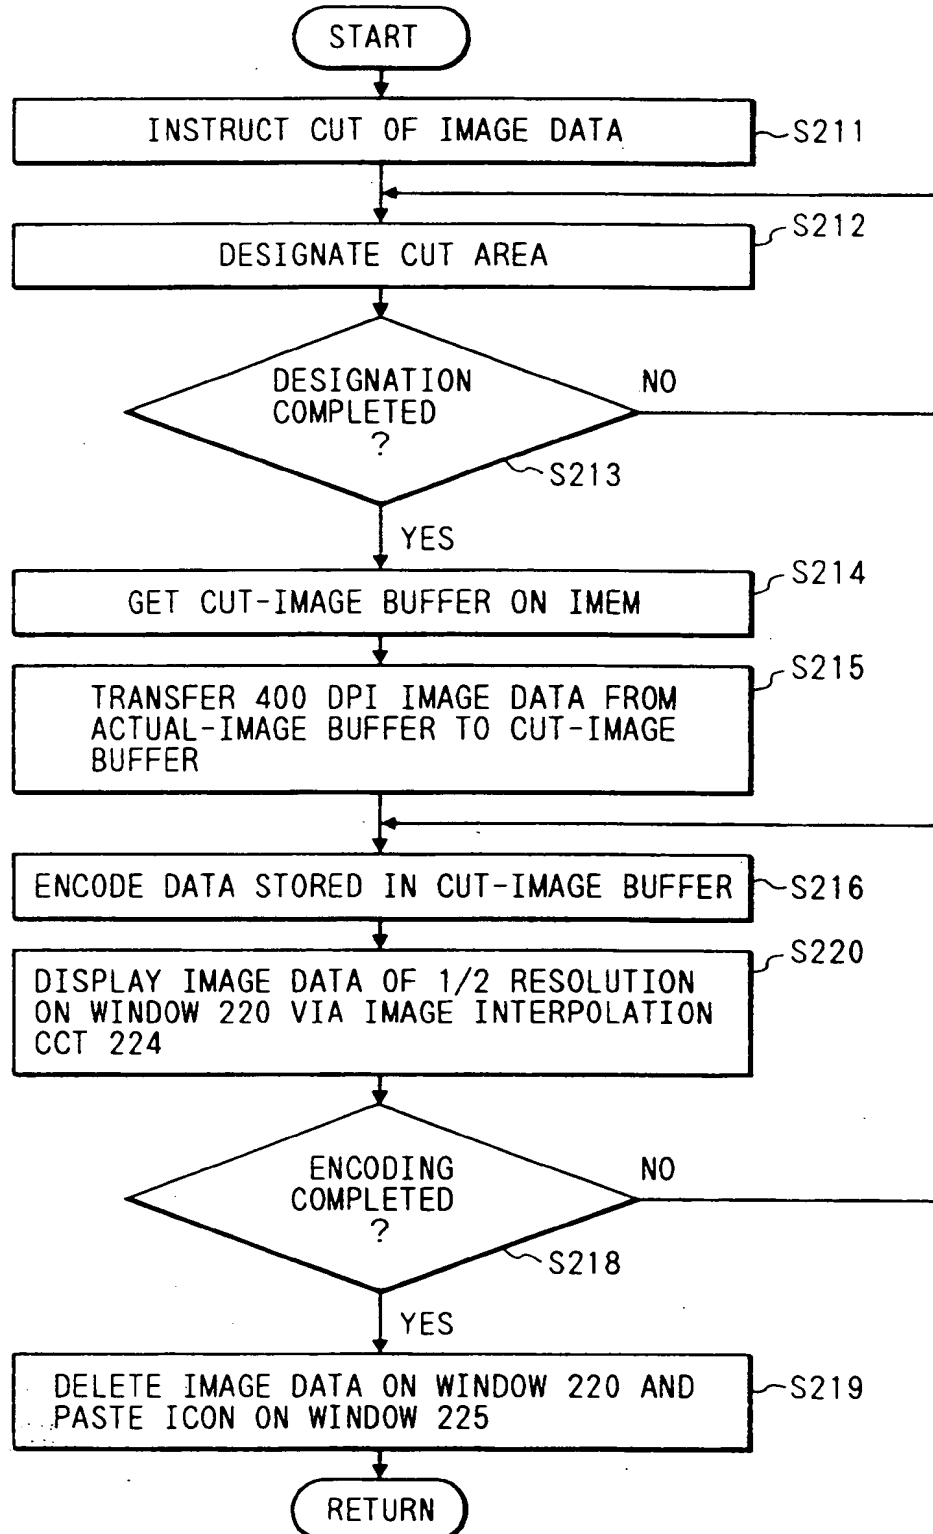 START
INSTRUCT CUT OF IMAGE DATA
S211
S212
DESIGNATE CUT AREA
DESIGNATION
COMPLETED
?
NO
S213
YES
S214
GET CUT-IMAGE BUFFER ON IMEM
S215
TRANSFER 400 DPI IMAGE DATA FROM
ACTUAL-IMAGE BUFFER TO CUT-IMAGE
BUFFER
ENCODE DATA STORED IN CUT-IMAGE BUFFER
S216
S220
DISPLAY IMAGE DATA OF 1/2 RESOLUTION
ON WINDOW 220 VIA IMAGE INTERPOLATION
CCT 224
ENCODING
COMPLETED
?
NO
S218
YES
DELETE IMAGE DATA ON WINDOW 220 AND
PASTE ICON ON WINDOW 225
S219
RETURN